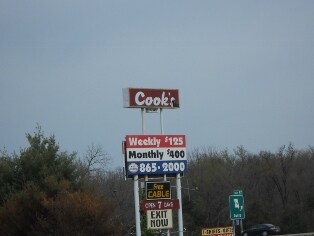 Cook's
Weekly $125
Monthly $400
865-2000
Free
CABLE
OPEN 7 DAYS
EXIT
NOW